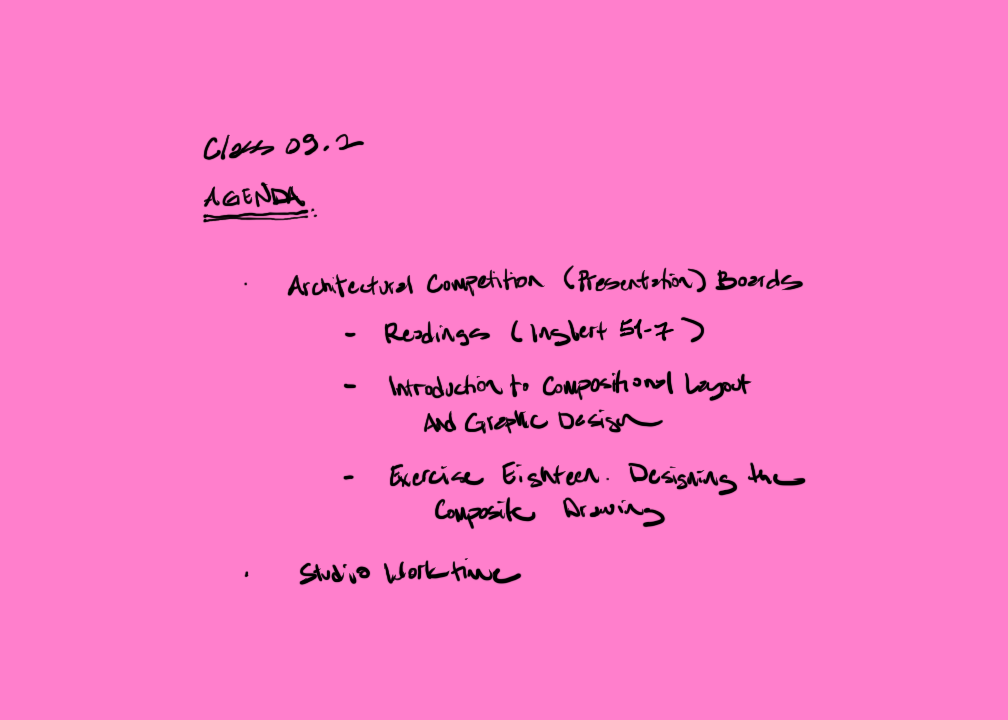 Class 09.2
AGENDA:
· Architectural Competition (Presentation) Boards
- Readings (Inglert 51-7)
- Introduction to Compositional Layout
And Graphic Design
- Exercise Eighteen. Designing the
Composite Drawing
· Studio Worktime